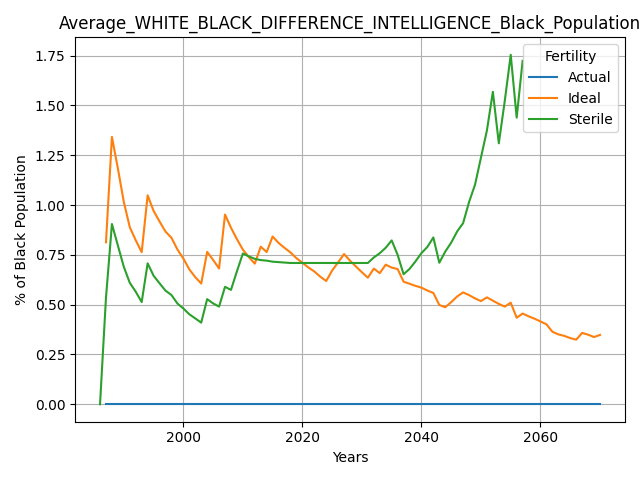 Average_WHITE_BLACK_DIFFERENCE_INTELLIGENCE_Black_Population
% of Black Population
1.75
1.50
1.25
1.00
0.75
0.50
0.25
0.00
Fertility
Actual
Ideal
Sterile
2000
2020
2040
2060
Years